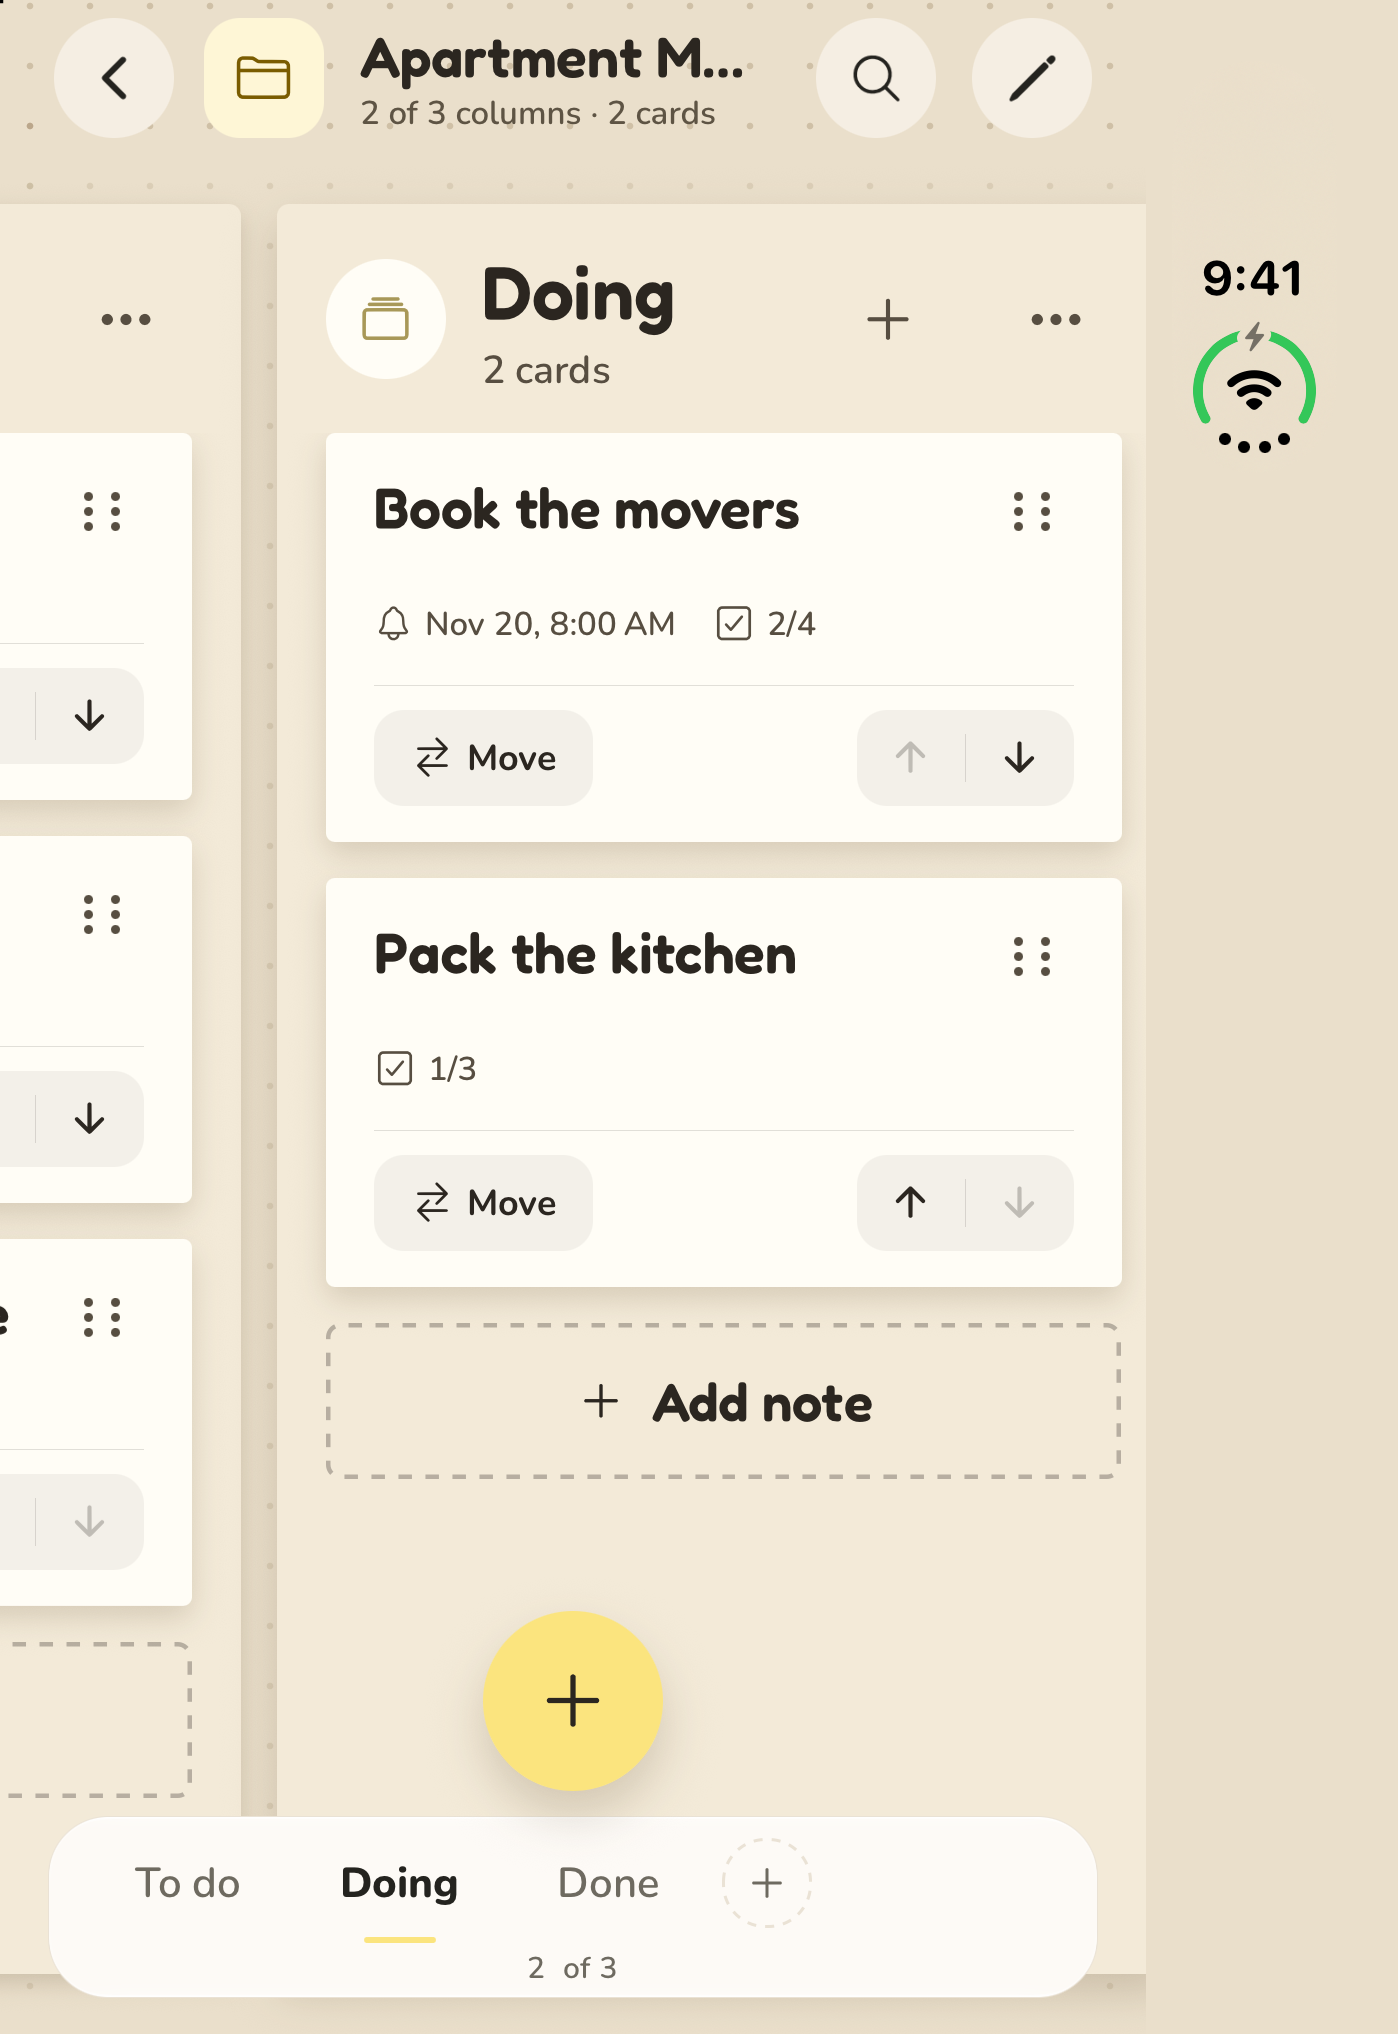 Apartment M...
2 of 3 columns · 2 cards
9:41
Doing
2 cards
Book the movers
Nov 20, 8:00 AM 2/4
Move
Pack the kitchen
1/3
Move
Add note
To do Doing Done
2 of 3